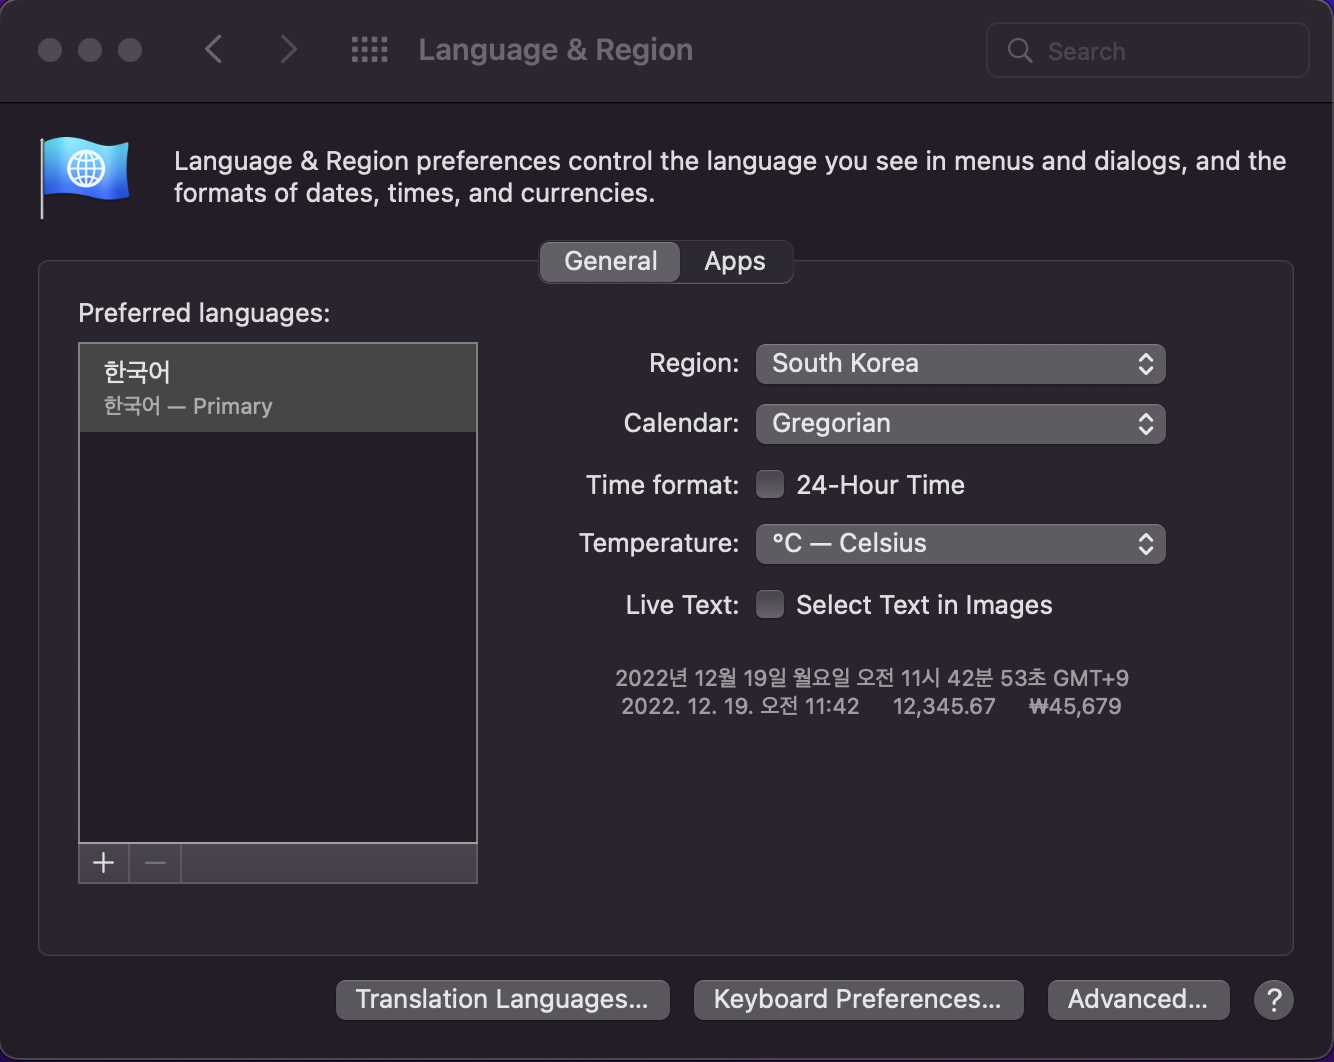 Language & Region
Search
Language & Region preferences control the language you see in menus and dialogs, and the
formats of dates, times, and currencies.
General
Apps
Preferred languages:
한국어
한국어 — Primary
Region:
South Korea
Calendar:
Gregorian
Time format:
24-Hour Time
Temperature:
°C — Celsius
Live Text:
Select Text in Images
2022년 12월 19일 월요일 오전 11시 42분 53초 GMT+9
2022. 12. 19. 오전 11:42 12,345.67 ₩45,679
+ —
Translation Languages...
Keyboard Preferences...
Advanced...
?